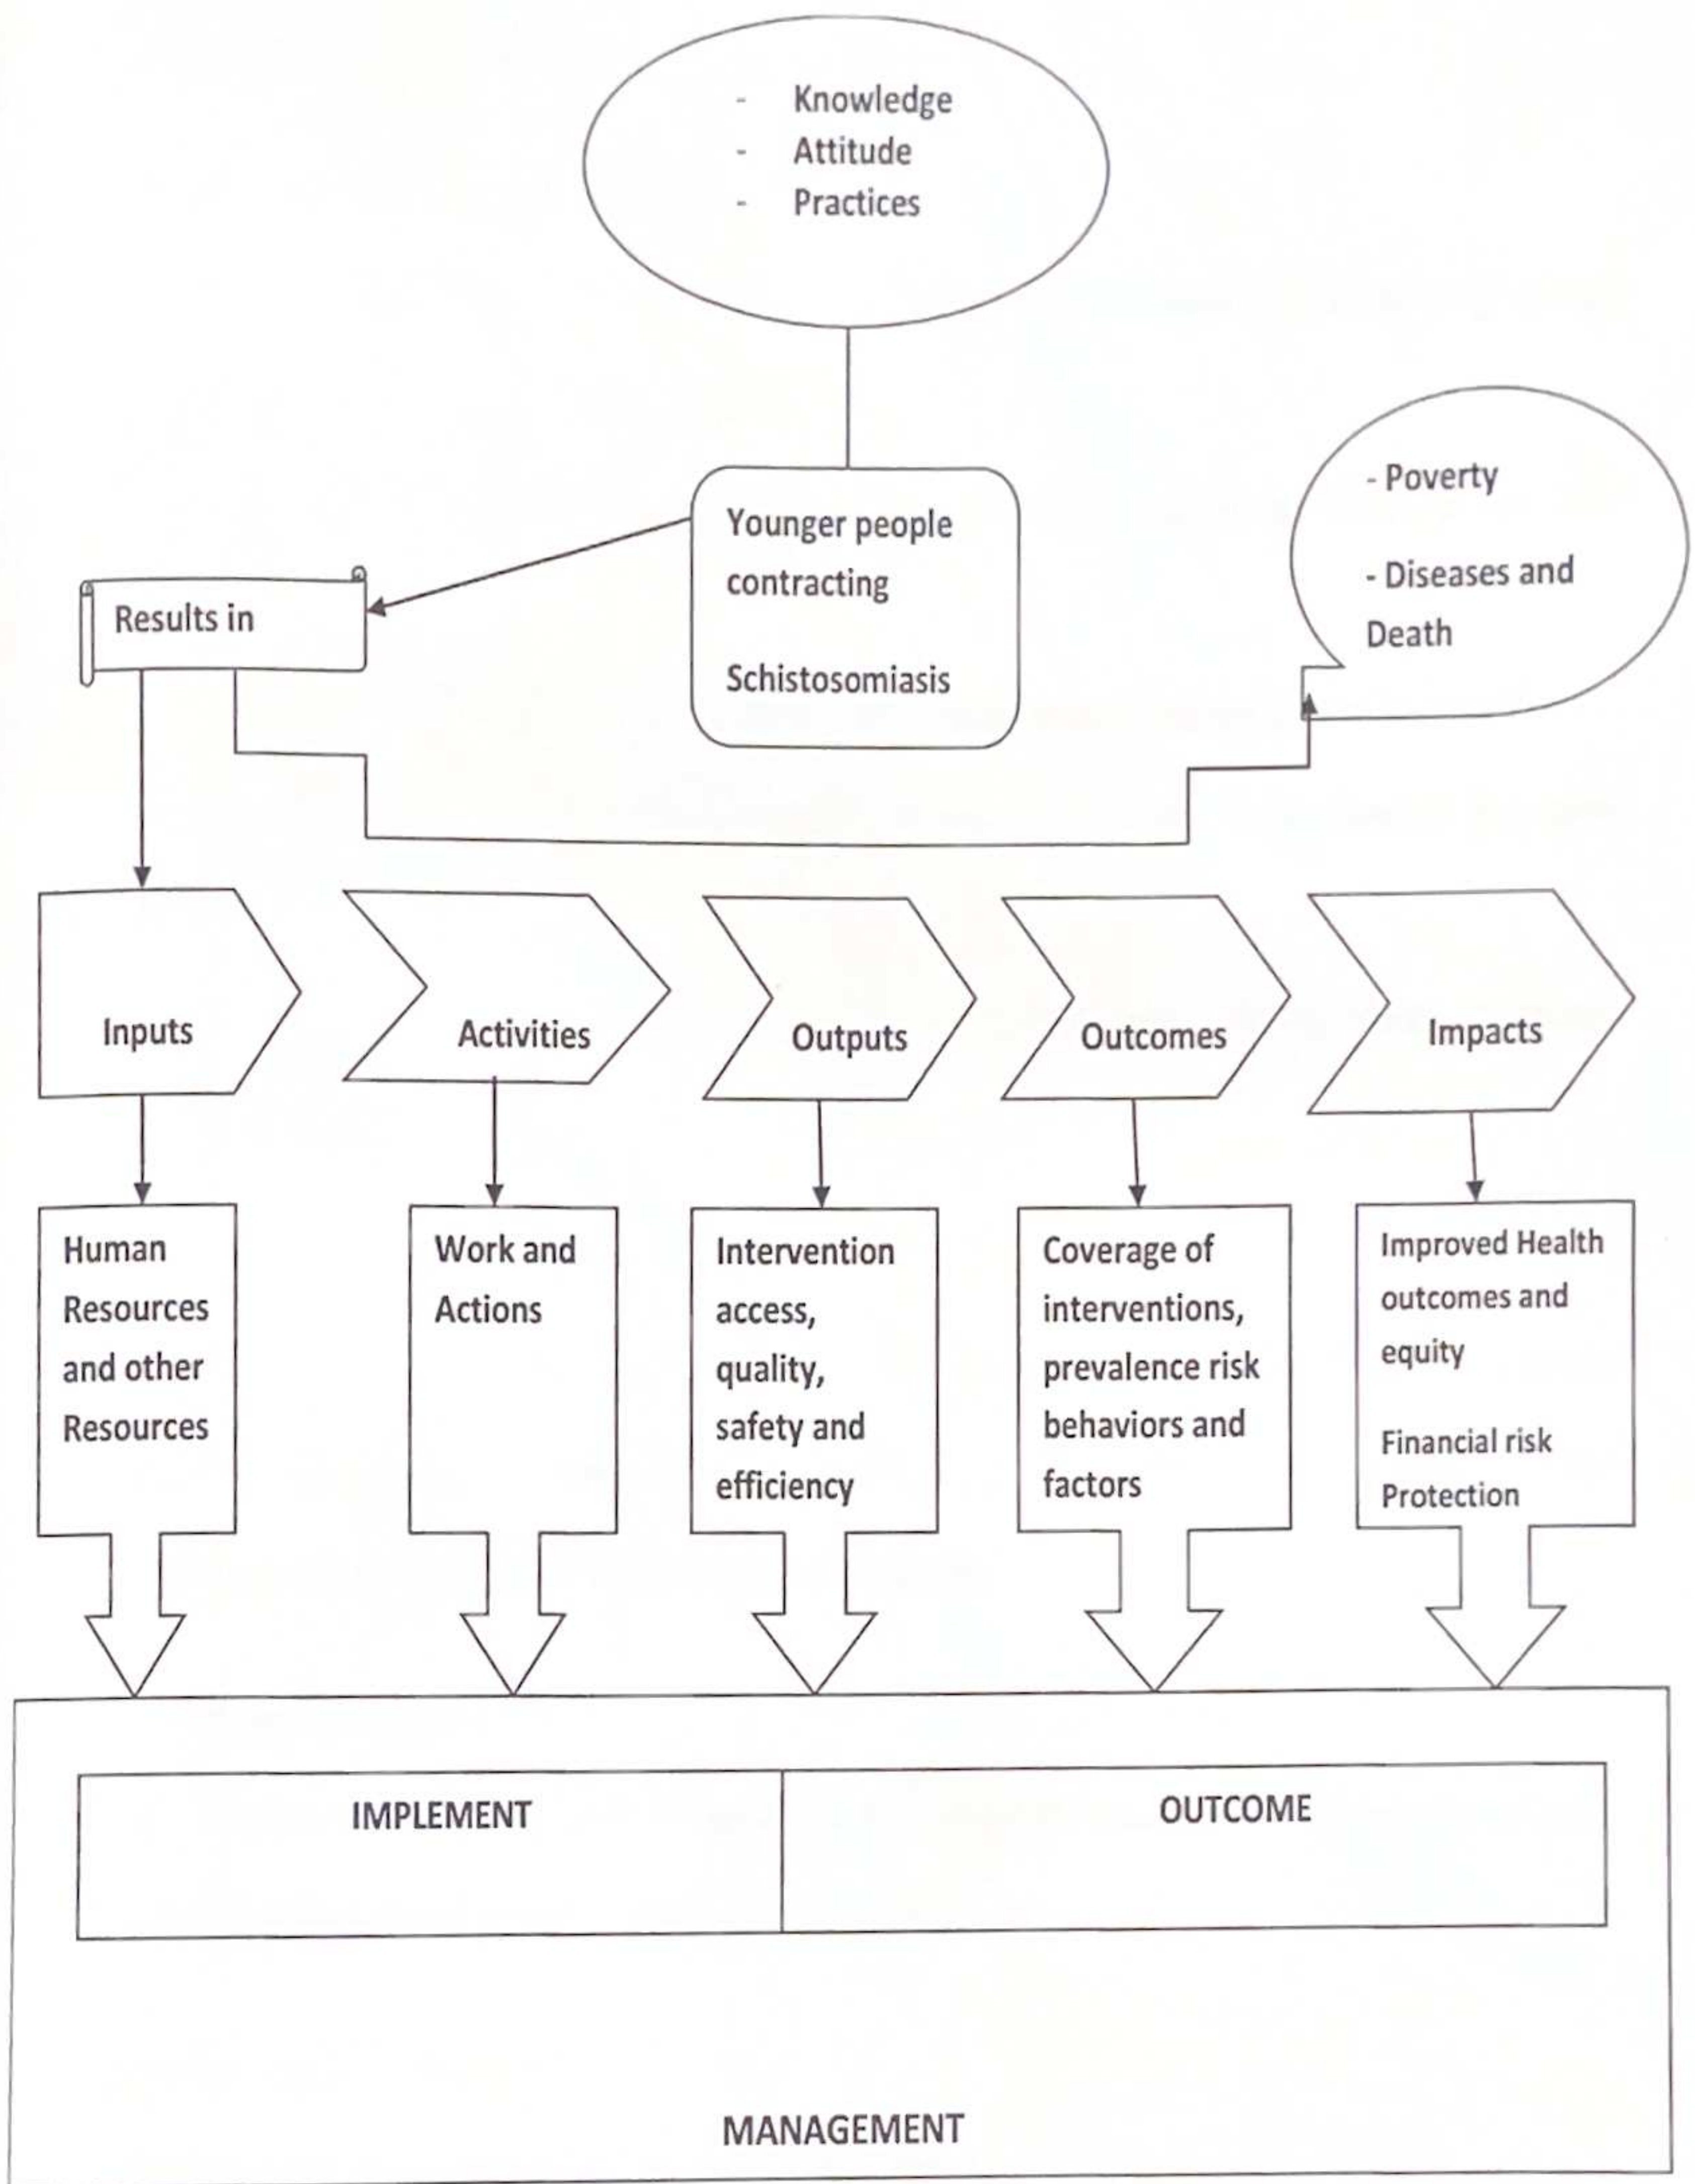 - Knowledge
- Attitude
- Practices
Younger people
contracting
Schistosomiasis
- Poverty
- Diseases and
Death
Results in
Inputs
Activities
Outputs
Outcomes
Impacts
Human
Resources
and other
Resources
Work and
Actions
Intervention
access,
quality,
safety and
efficiency
Coverage of
interventions,
prevalence risk
behaviors and
factors
Improved Health
outcomes and
equity
Financial risk
Protection
IMPLEMENT
OUTCOME
MANAGEMENT